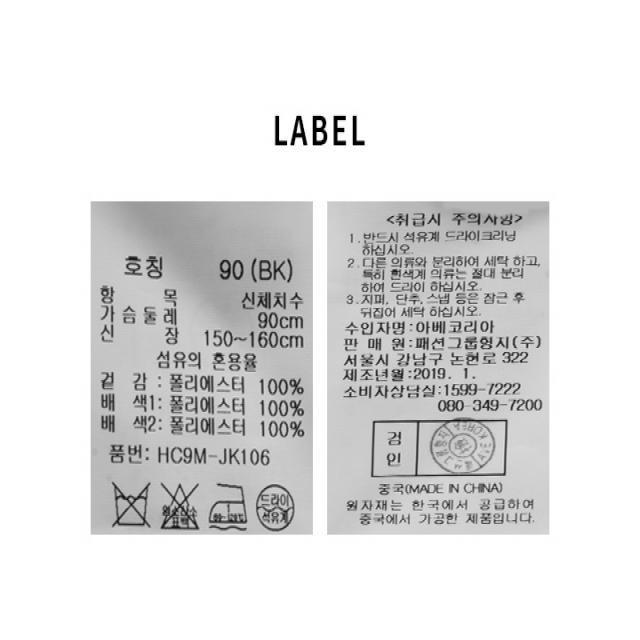 LABEL
호칭 90 (BK)
항 목 신체치수
가슴둘레 90cm
신 장 150~160cm
섬유의 혼용율
겉 감 : 폴리에스터 100%
배 색1: 폴리에스터 100%
배 색2: 폴리에스터 100%
품번: HC9M-JK106
드라이
석유계
<취급시 주의사항>
1. 반드시 석유계 드라이크리닝
하십시오.
2. 다른 의류와 분리하여 세탁 하고,
특히 흰색계 의류는 절대 분리
하여 드라이 하십시오.
3. 지퍼, 단추, 스냅 등은 잠근 후
뒤집어 세탁 하십시오.
수입자명:아베코리아
판 매 원:패션그룹형지(주)
서울시 강남구 논현로 322
제조년월:2019. 1.
소비자상담실:1599-7222
080-349-7200
검
인
중국(MADE IN CHINA)
원자재는 한국에서 공급하여
중국에서 가공한 제품입니다.